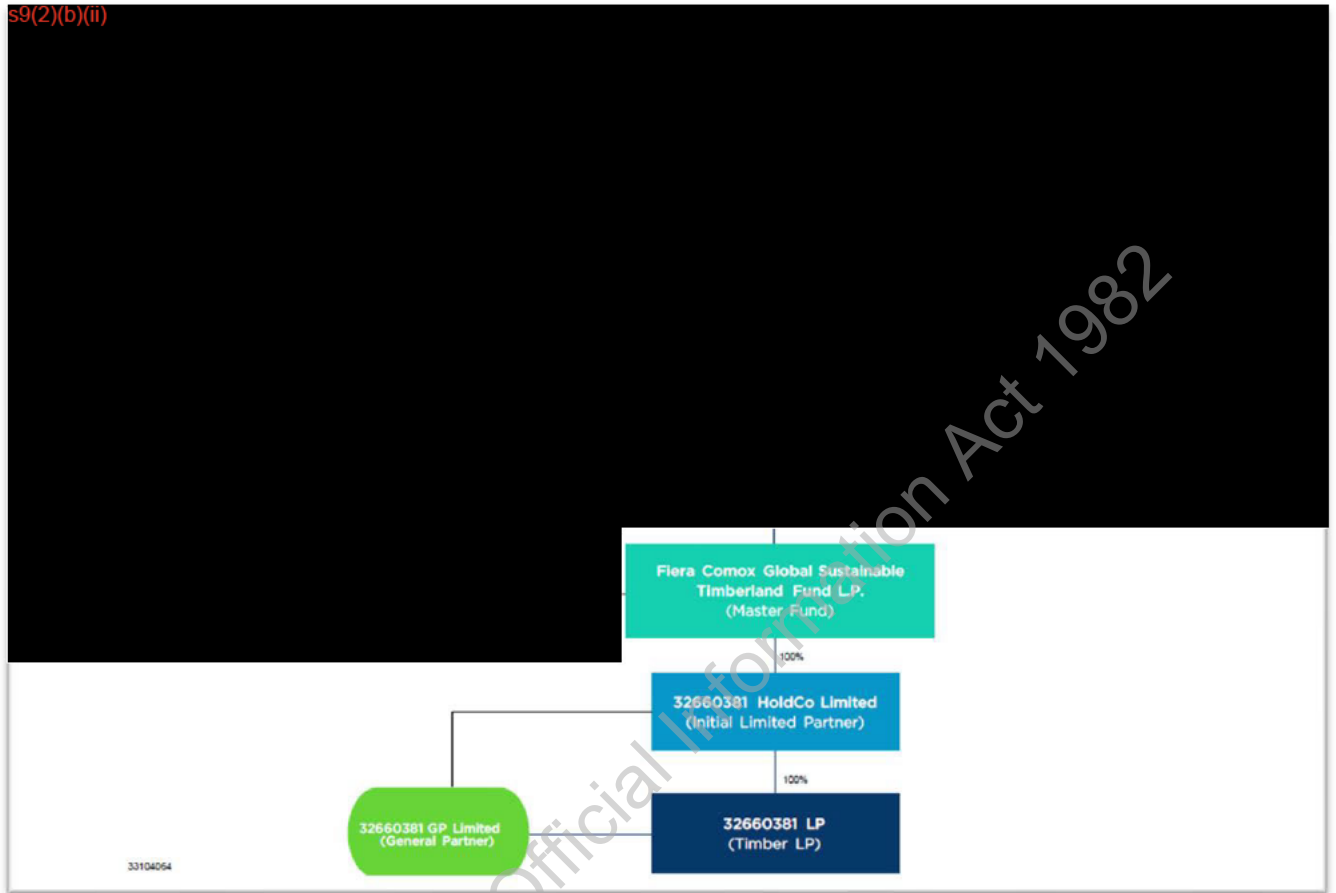 s9(2)(b)(ii)
Fiera Comox Global Sustainable
Timberland Fund L.P.
(Master Fund)
100%
32660381 HoldCo Limited
(Initial Limited Partner)
100%
32660381 GP Limited
(General Partner)
32660381 LP
(Timber LP)
33104064
Official Information Act 1982